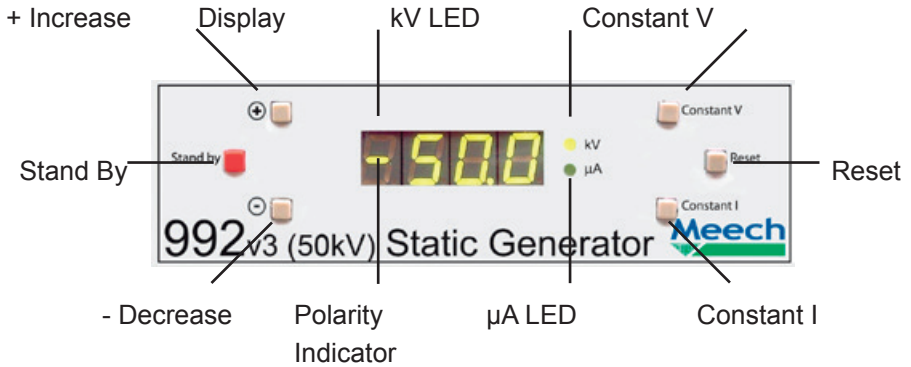 + Increase Display kV LED Constant V
⊕ Constant V
Stand By Stand by -50.0 kV Reset Reset
µA
⊖ Constant I
992v3 (50kV) Static Generator Meech
- Decrease Polarity Indicator µA LED Constant I